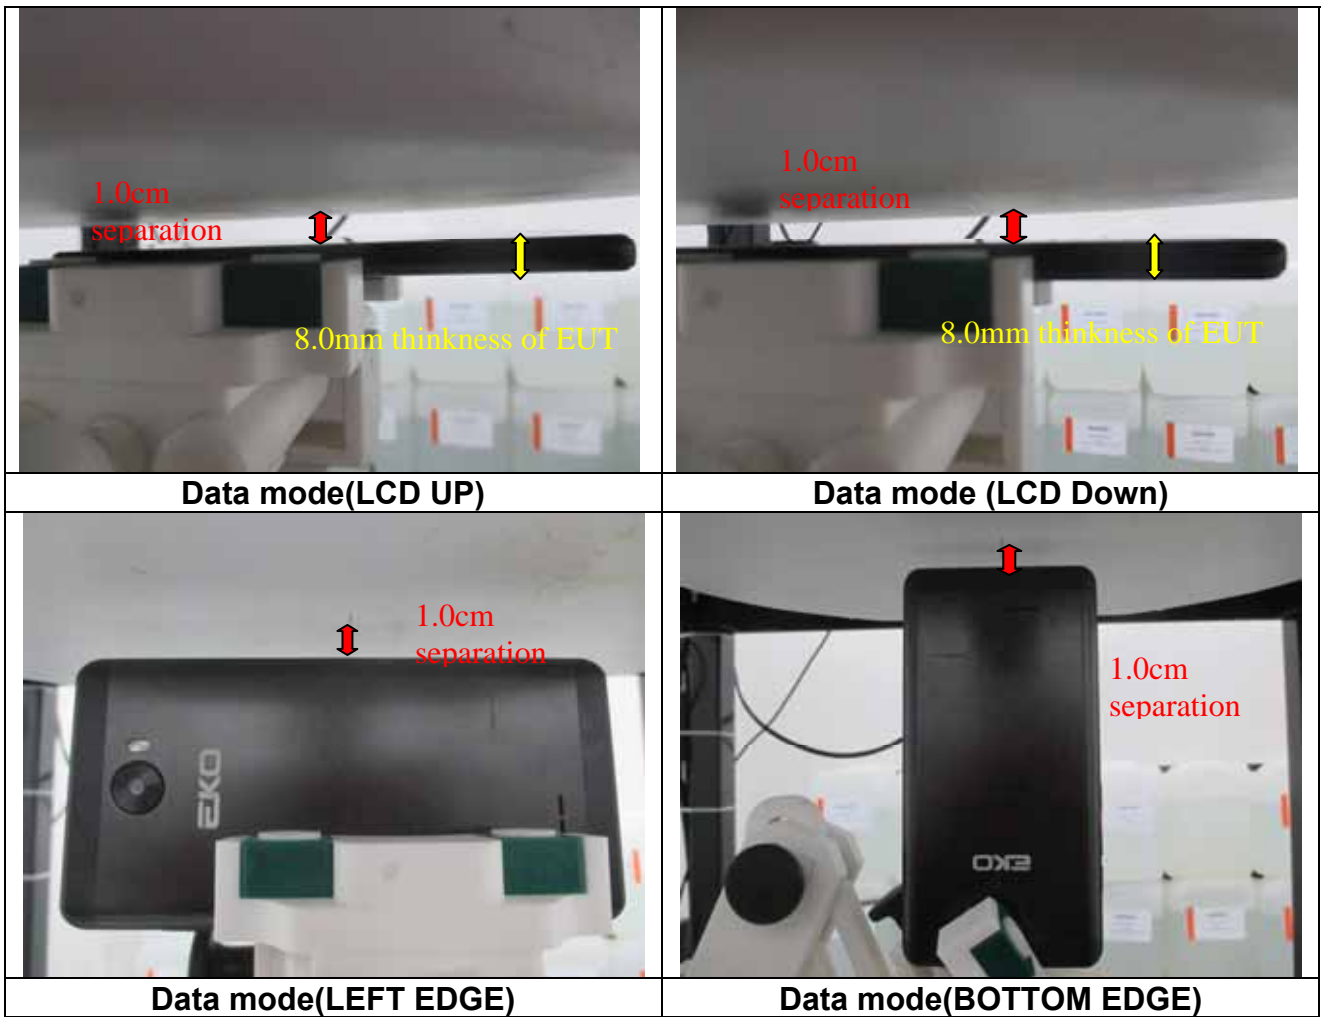 1.0cm
separation
8.0mm thinkness of EUT
1.0cm
separation
8.0mm thinkness of EUT
Data mode(LCD UP)
Data mode (LCD Down)
1.0cm
separation
EKO
1.0cm
separation
EKO
Data mode(LEFT EDGE)
Data mode(BOTTOM EDGE)